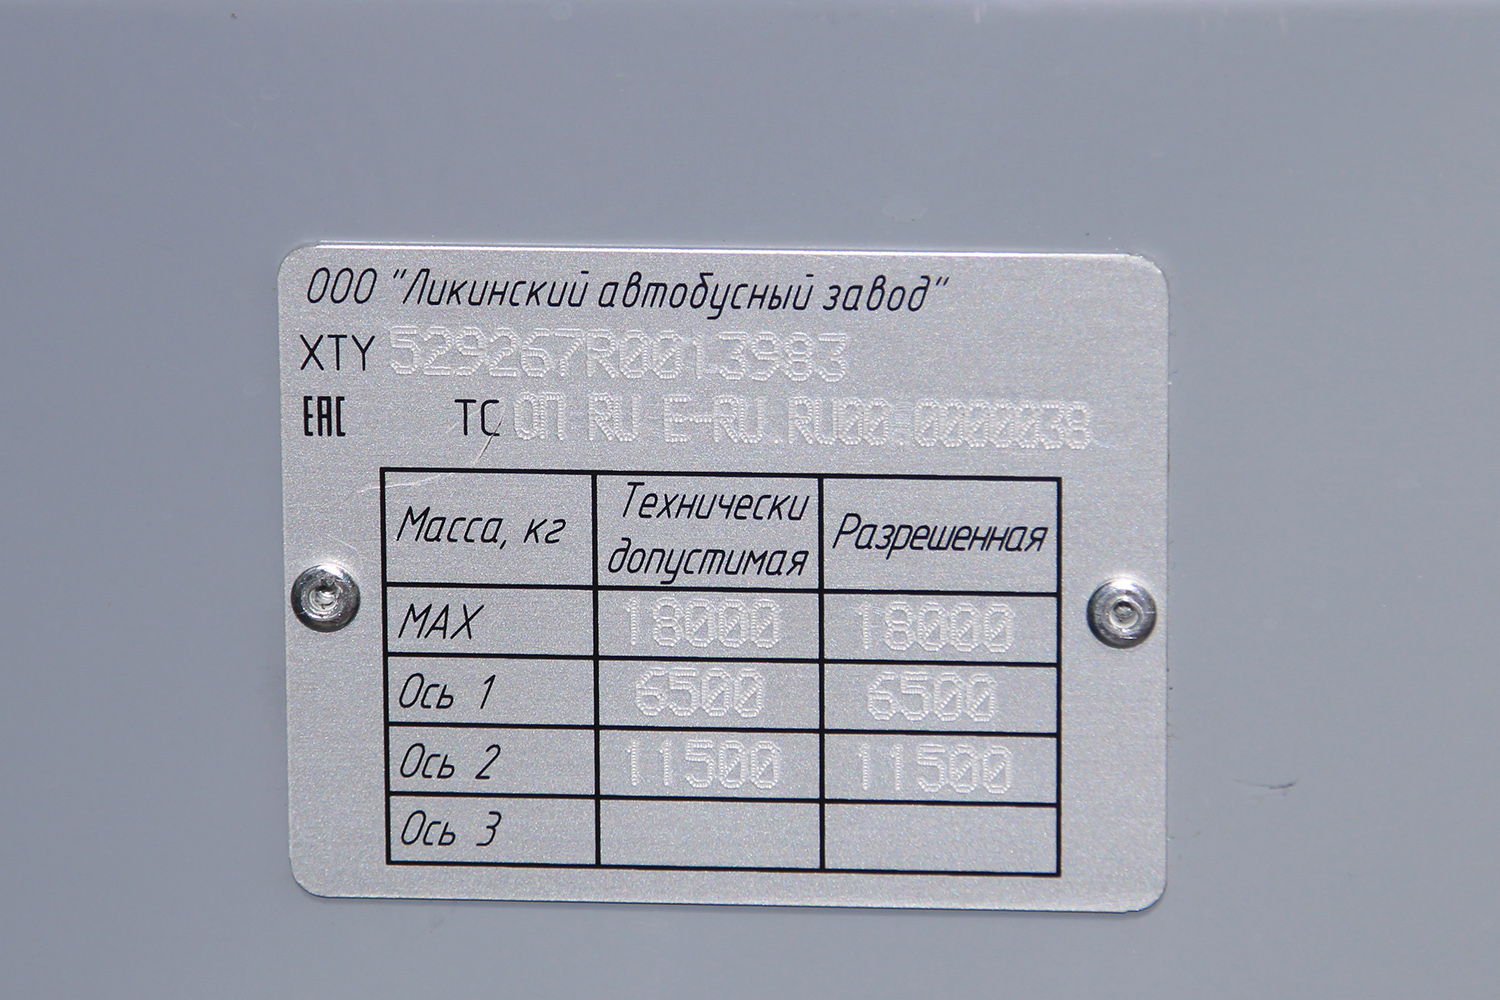 ООО "Ликинский автобусный завод"
XTY 529267R0013983
ЕАС ТС ОП RU E-RU.RU00.0000038
Масса, кг Технически допустимая Разрешенная
МАХ 18000 18000
Ось 1 6500 6500
Ось 2 11500 11500
Ось 3